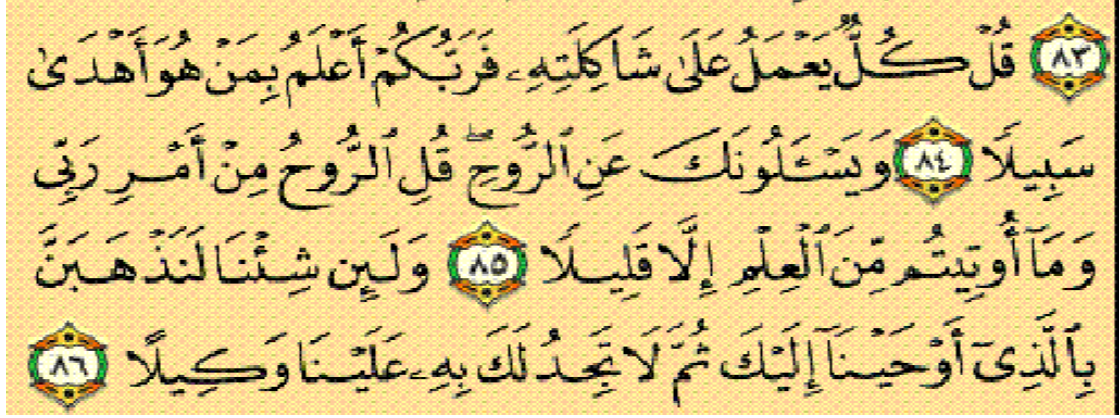 ٨٣ قُلْ كُلٌّ يَعْمَلُ عَلَىٰ شَاكِلَتِهِۦ فَرَبُّكُمْ أَعْلَمُ بِمَنْ هُوَ أَهْدَىٰ
سَبِيلًا ٨٤ وَيَسْـَٔلُونَكَ عَنِ ٱلرُّوحِ ۖ قُلِ ٱلرُّوحُ مِنْ أَمْرِ رَبِّى
وَمَآ أُوتِيتُم مِّنَ ٱلْعِلْمِ إِلَّا قَلِيلًا ٨٥ وَلَئِن شِئْنَا لَنَذْهَبَنَّ
بِٱلَّذِىٓ أَوْحَيْنَآ إِلَيْكَ ثُمَّ لَا تَجِدُ لَكَ بِهِۦ عَلَيْنَا وَكِيلًا ٨٦